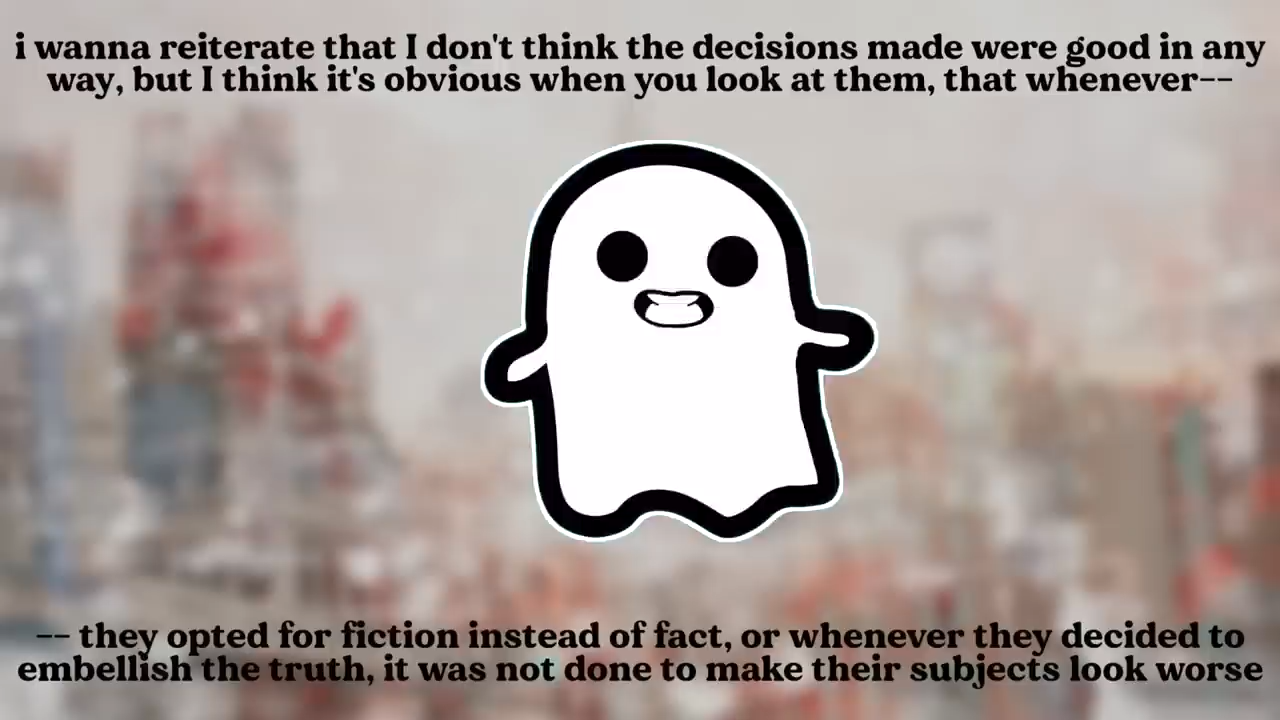 i wanna reiterate that I don't think the decisions made were good in any
way, but I think it's obvious when you look at them, that whenever--
-- they opted for fiction instead of fact, or whenever they decided to
embellish the truth, it was not done to make their subjects look worse